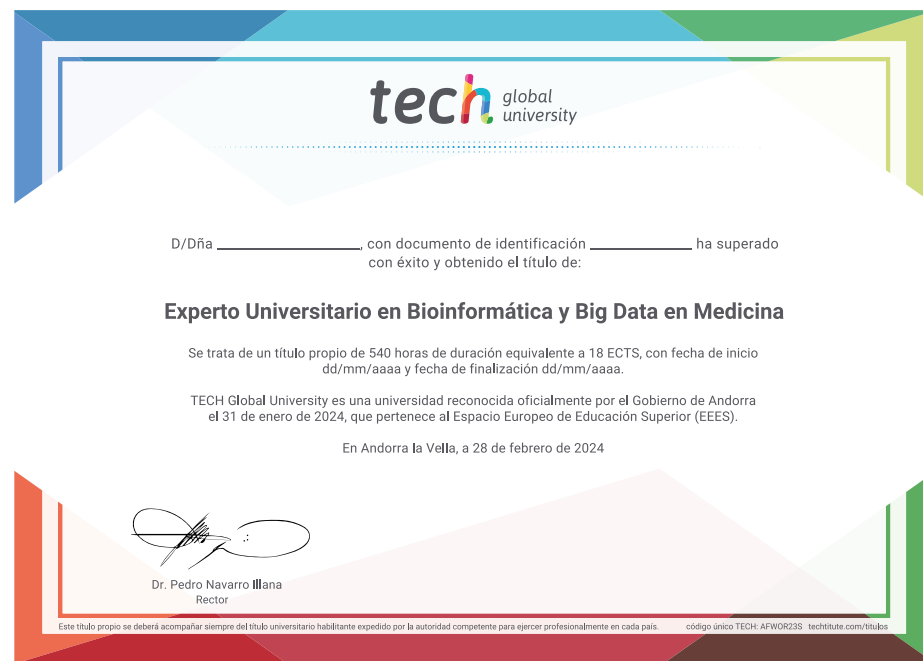 tech global university
D/Dña ____________________, con documento de identificación ______________ ha superado
con éxito y obtenido el título de:
Experto Universitario en Bioinformática y Big Data en Medicina
Se trata de un título propio de 540 horas de duración equivalente a 18 ECTS, con fecha de inicio
dd/mm/aaaa y fecha de finalización dd/mm/aaaa.
TECH Global University es una universidad reconocida oficialmente por el Gobierno de Andorra
el 31 de enero de 2024, que pertenece al Espacio Europeo de Educación Superior (EEES).
En Andorra la Vella, a 28 de febrero de 2024
Dr. Pedro Navarro Illana
Rector
Este título propio se deberá acompañar siempre del título universitario habilitante expedido por la autoridad competente para ejercer profesionalmente en cada país. código único TECH: AFWOR23S techtitute.com/titulos